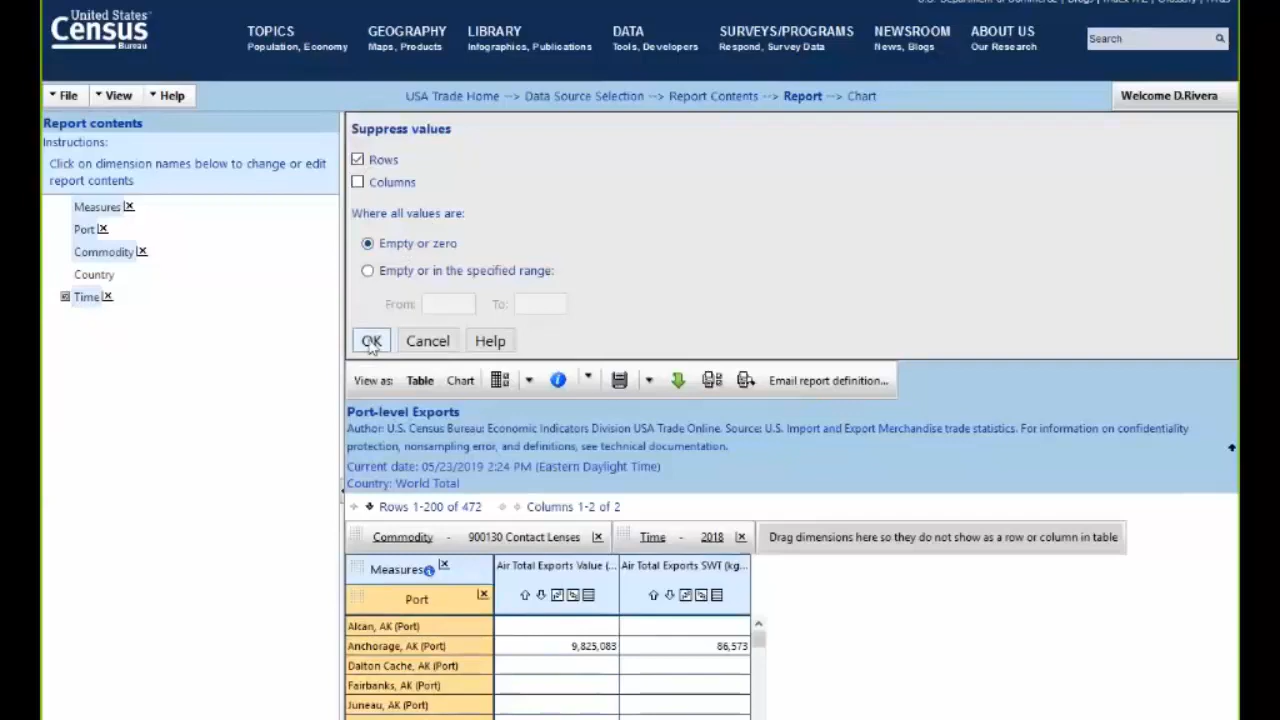 U.S. Department of Commerce | Blogs | Index A-Z | Glossary | FAQs
United States®
Census
Bureau
TOPICS
Population, Economy
GEOGRAPHY
Maps, Products
LIBRARY
Infographics, Publications
DATA
Tools, Developers
SURVEYS/PROGRAMS
Respond, Survey Data
NEWSROOM
News, Blogs
ABOUT US
Our Research
Search
File
View
Help
USA Trade Home --> Data Source Selection --> Report Contents --> Report --> Chart
Welcome D.Rivera
Report contents
Instructions:
Click on dimension names below to change or edit
report contents
Measures
Port
Commodity
Country
Time
Suppress values
Rows
Columns
Where all values are:
Empty or zero
Empty or in the specified range:
From: To:
OK Cancel Help
View as: Table Chart
Email report definition...
Port-level Exports
Author: U.S. Census Bureau: Economic Indicators Division USA Trade Online. Source: U.S. Import and Export Merchandise trade statistics. For information on confidentiality
protection, nonsampling error, and definitions, see technical documentation.
Current date: 05/23/2019 2:24 PM (Eastern Daylight Time)
Country: World Total
Rows 1-200 of 472 Columns 1-2 of 2
Commodity - 900130 Contact Lenses Time - 2018 Drag dimensions here so they do not show as a row or column in table
Measures Air Total Exports Value (... Air Total Exports SWT (kg...
Port
Alcan, AK (Port)
Anchorage, AK (Port) 9,825,083 86,573
Dalton Cache, AK (Port)
Fairbanks, AK (Port)
Juneau, AK (Port)